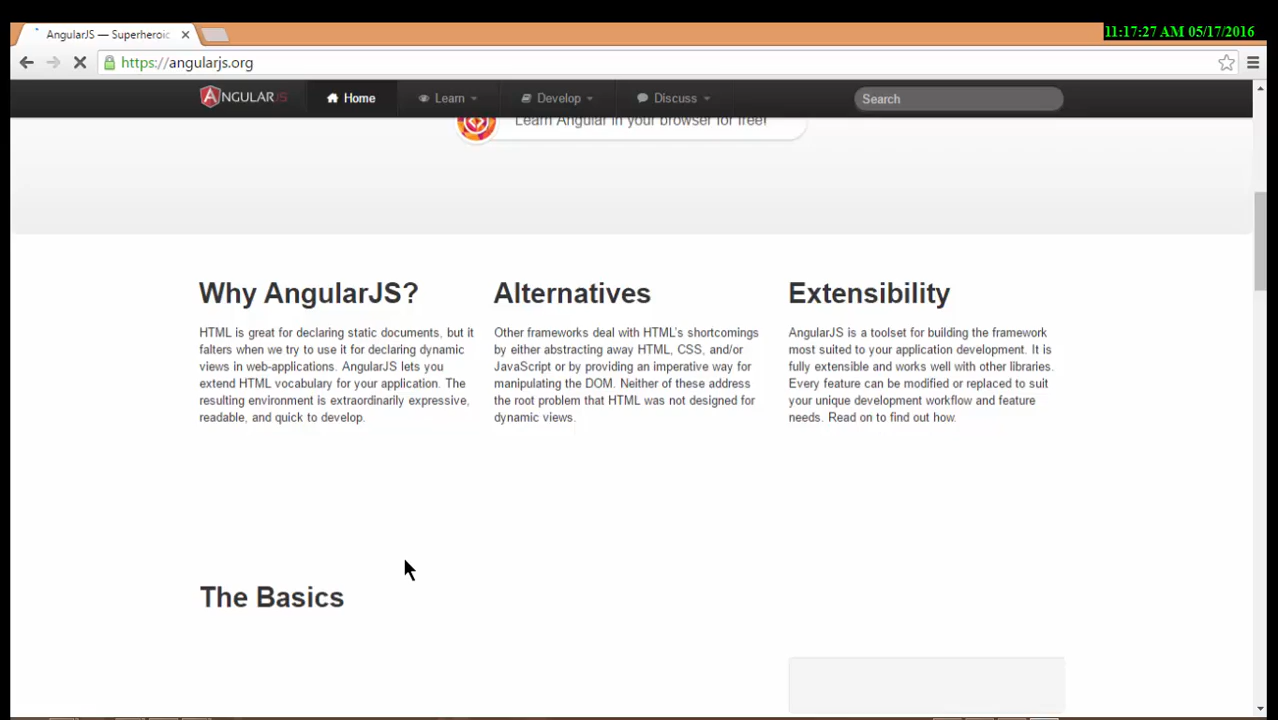 11:17:27 AM 05/17/2016
AngularJS — Superheroic
https://angularjs.org
ANGULARJS
Home
Learn
Develop
Discuss
Search
Learn Angular in your browser for free!
Why AngularJS?
HTML is great for declaring static documents, but it
falters when we try to use it for declaring dynamic
views in web-applications. AngularJS lets you
extend HTML vocabulary for your application. The
resulting environment is extraordinarily expressive,
readable, and quick to develop.
Alternatives
Other frameworks deal with HTML's shortcomings
by either abstracting away HTML, CSS, and/or
JavaScript or by providing an imperative way for
manipulating the DOM. Neither of these address
the root problem that HTML was not designed for
dynamic views.
Extensibility
AngularJS is a toolset for building the framework
most suited to your application development. It is
fully extensible and works well with other libraries.
Every feature can be modified or replaced to suit
your unique development workflow and feature
needs. Read on to find out how.
The Basics